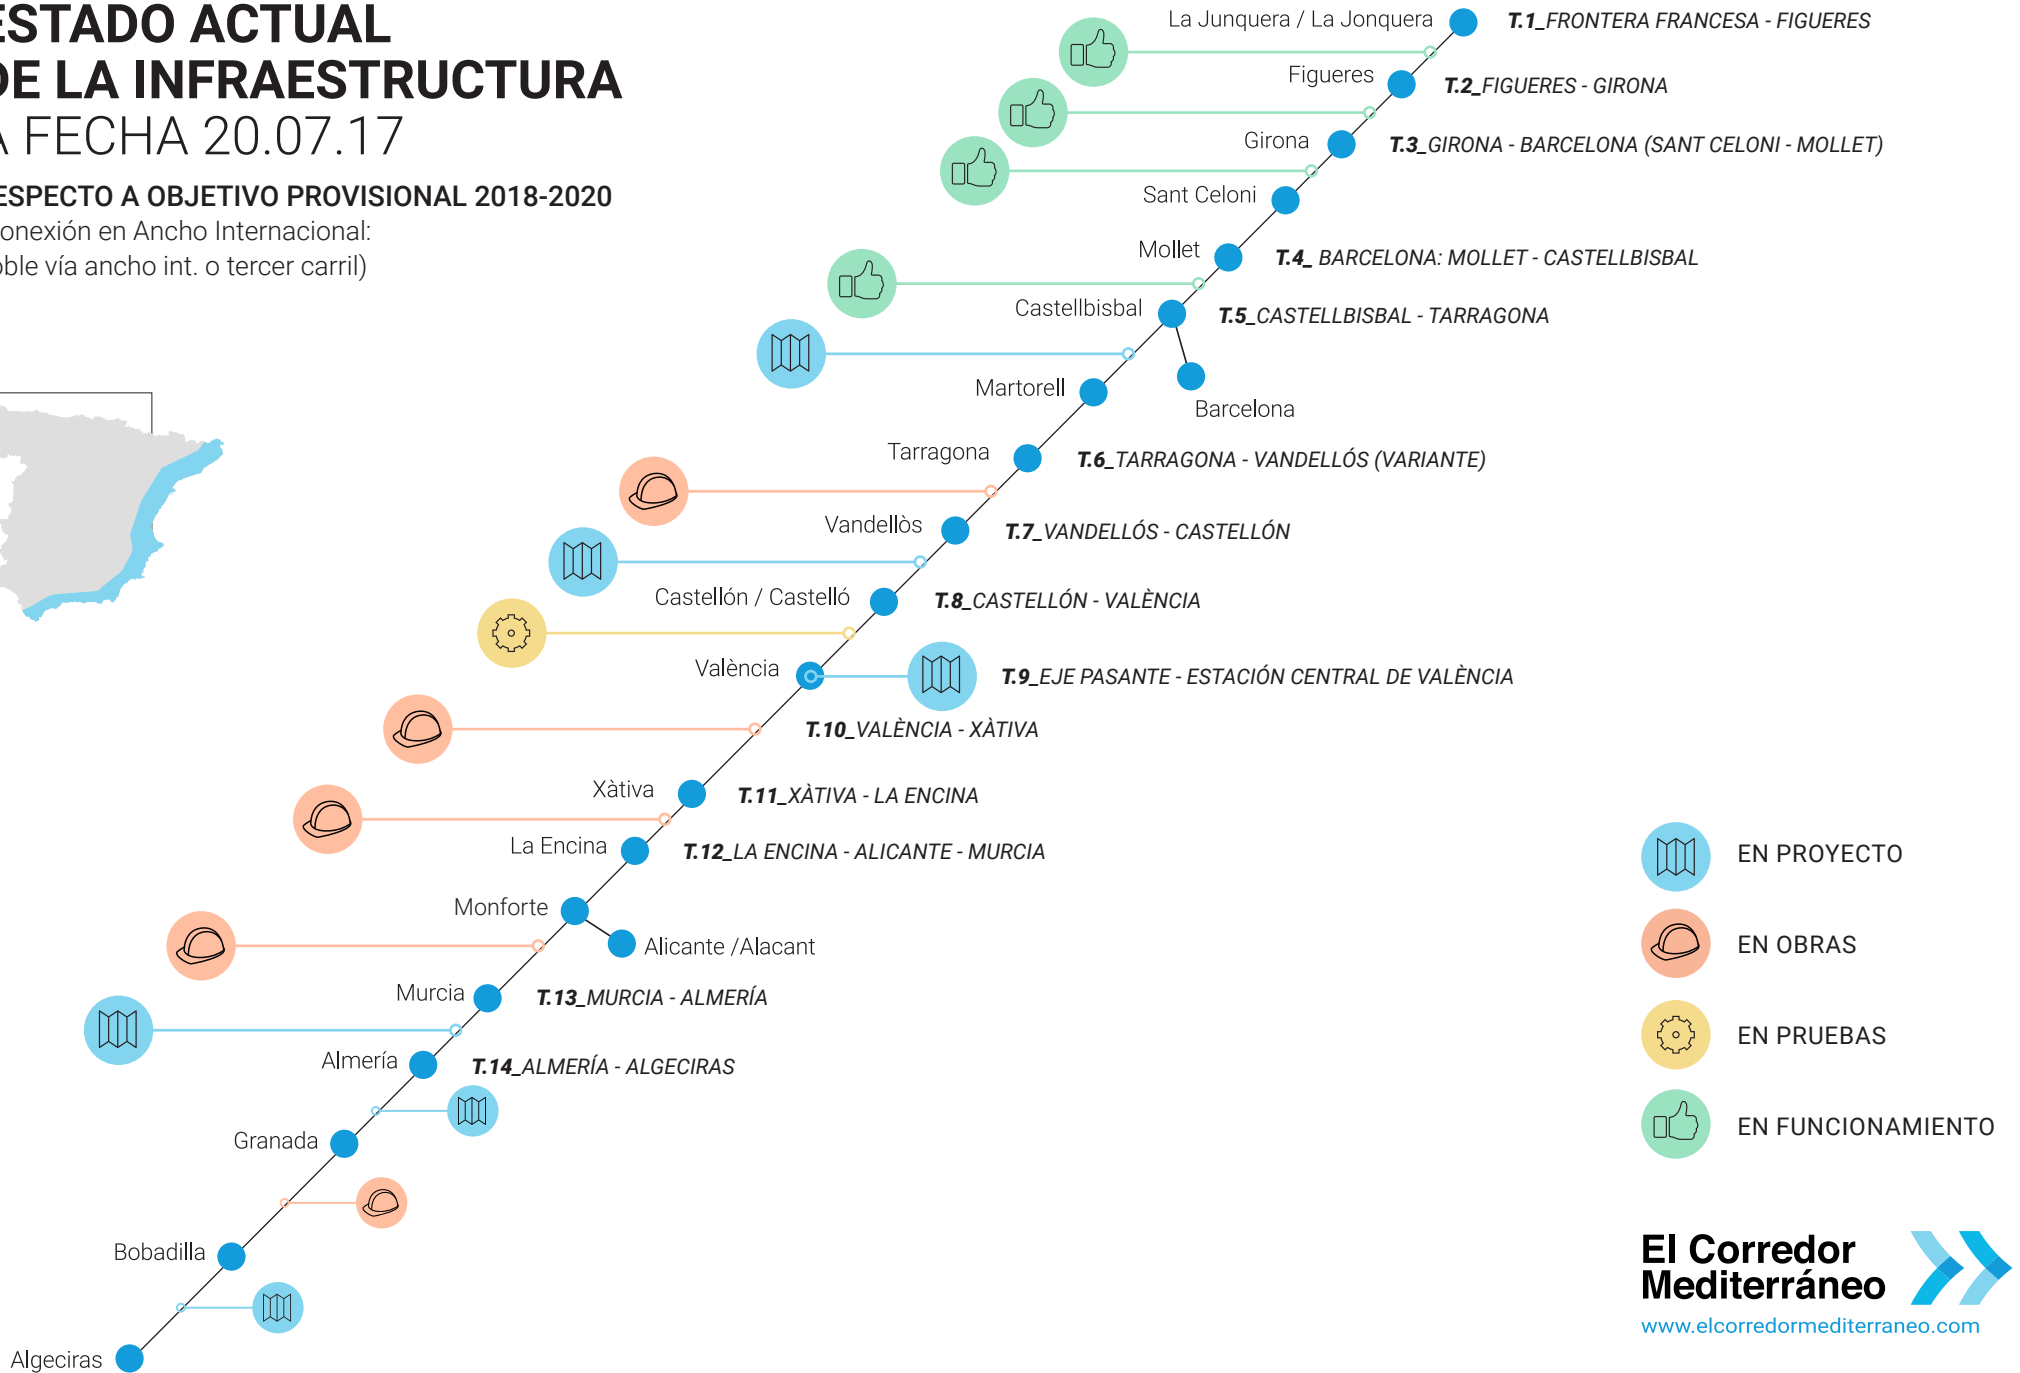 ESTADO ACTUAL
DE LA INFRAESTRUCTURA
A FECHA 20.07.17
ESPECTO A OBJETIVO PROVISIONAL 2018-2020
onexión en Ancho Internacional:
oble vía ancho int. o tercer carril)
La Junquera / La Jonquera
T.1_FRONTERA FRANCESA - FIGUERES
Figueres
T.2_FIGUERES - GIRONA
Girona
T.3_GIRONA - BARCELONA (SANT CELONI - MOLLET)
Sant Celoni
Mollet
T.4_ BARCELONA: MOLLET - CASTELLBISBAL
Castellbisbal
T.5_CASTELLBISBAL - TARRAGONA
Martorell
Barcelona
Tarragona
T.6_TARRAGONA - VANDELLÓS (VARIANTE)
Vandellòs
T.7_VANDELLÓS - CASTELLÓN
Castellón / Castelló
T.8_CASTELLÓN - VALÈNCIA
València
T.9_EJE PASANTE - ESTACIÓN CENTRAL DE VALÈNCIA
T.10_VALÈNCIA - XÀTIVA
Xàtiva
T.11_XÀTIVA - LA ENCINA
La Encina
T.12_LA ENCINA - ALICANTE - MURCIA
Monforte
Alicante /Alacant
Murcia
T.13_MURCIA - ALMERÍA
Almería
T.14_ALMERÍA - ALGECIRAS
Granada
Bobadilla
Algeciras
EN PROYECTO
EN OBRAS
EN PRUEBAS
EN FUNCIONAMIENTO
El Corredor
Mediterráneo
www.elcorredormediterraneo.com